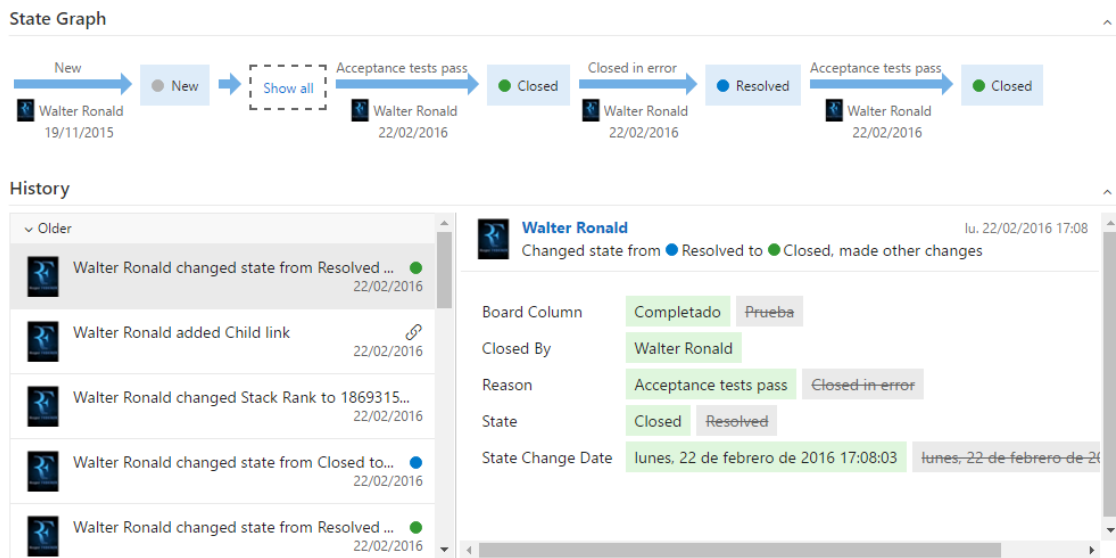 State Graph
New
Acceptance tests pass
Closed in error
Acceptance tests pass
New
Show all
Closed
Resolved
Closed
Walter Ronald
Walter Ronald
Walter Ronald
Walter Ronald
19/11/2015
22/02/2016
22/02/2016
22/02/2016
History
Older
Walter Ronald changed state from Resolved ...
22/02/2016
Walter Ronald added Child link
22/02/2016
Walter Ronald changed Stack Rank to 1869315...
22/02/2016
Walter Ronald changed state from Closed to...
22/02/2016
Walter Ronald changed state from Resolved ...
22/02/2016
Walter Ronald
lu. 22/02/2016 17:08
Changed state from Resolved to Closed, made other changes
Board Column Completado Prueba
Closed By Walter Ronald
Reason Acceptance tests pass Closed in error
State Closed Resolved
State Change Date lunes, 22 de febrero de 2016 17:08:03 lunes, 22 de febrero de